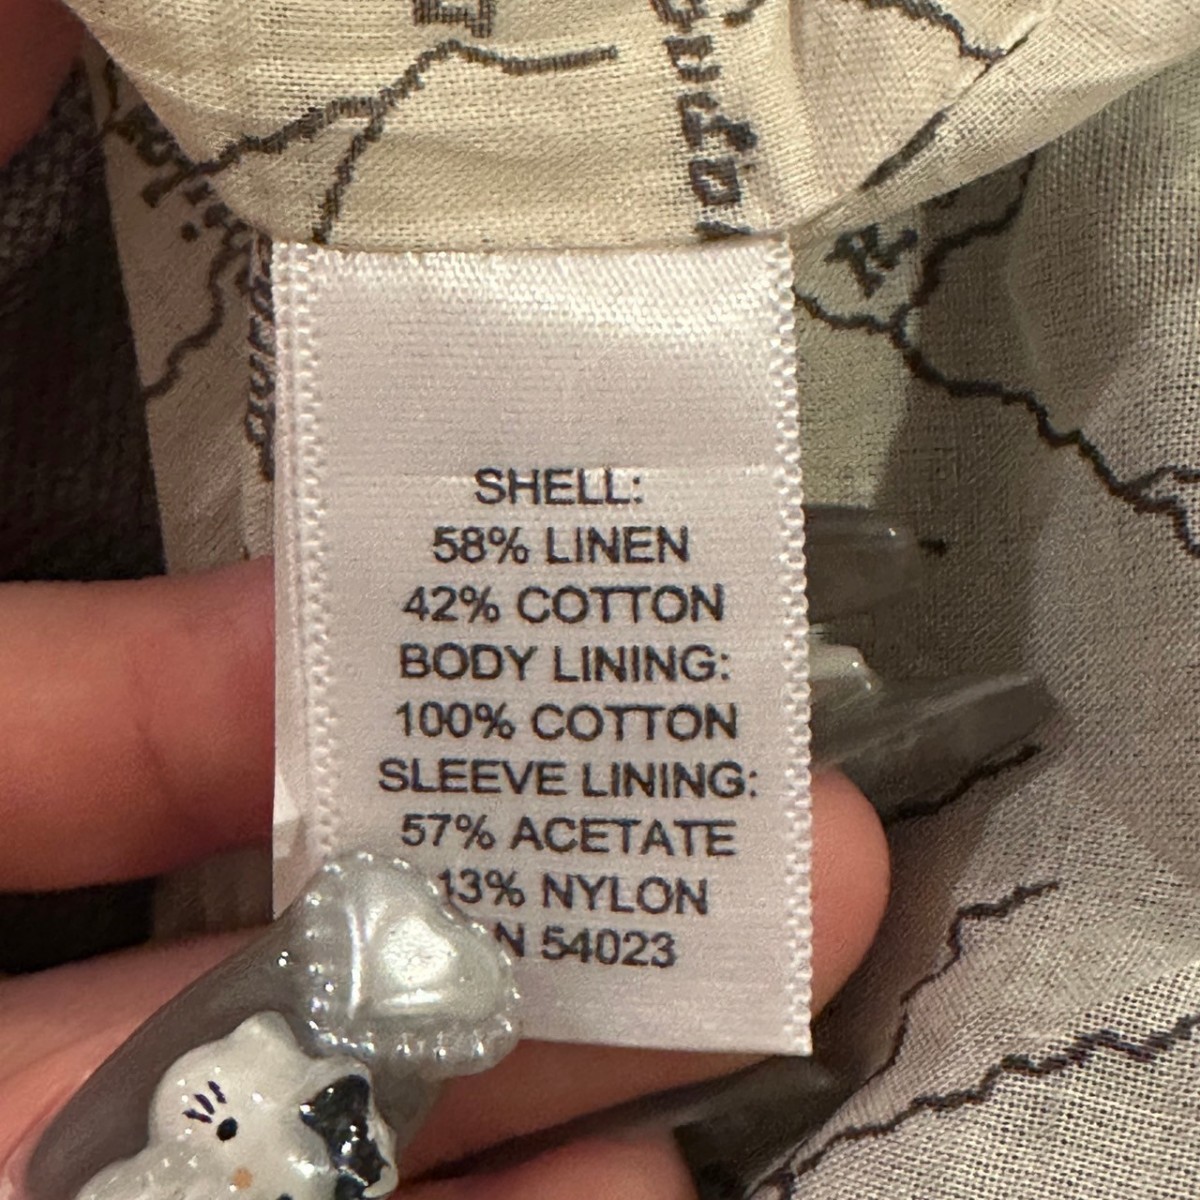 SHELL:
58% LINEN
42% COTTON
BODY LINING:
100% COTTON
SLEEVE LINING:
57% ACETATE
NYLON
54023